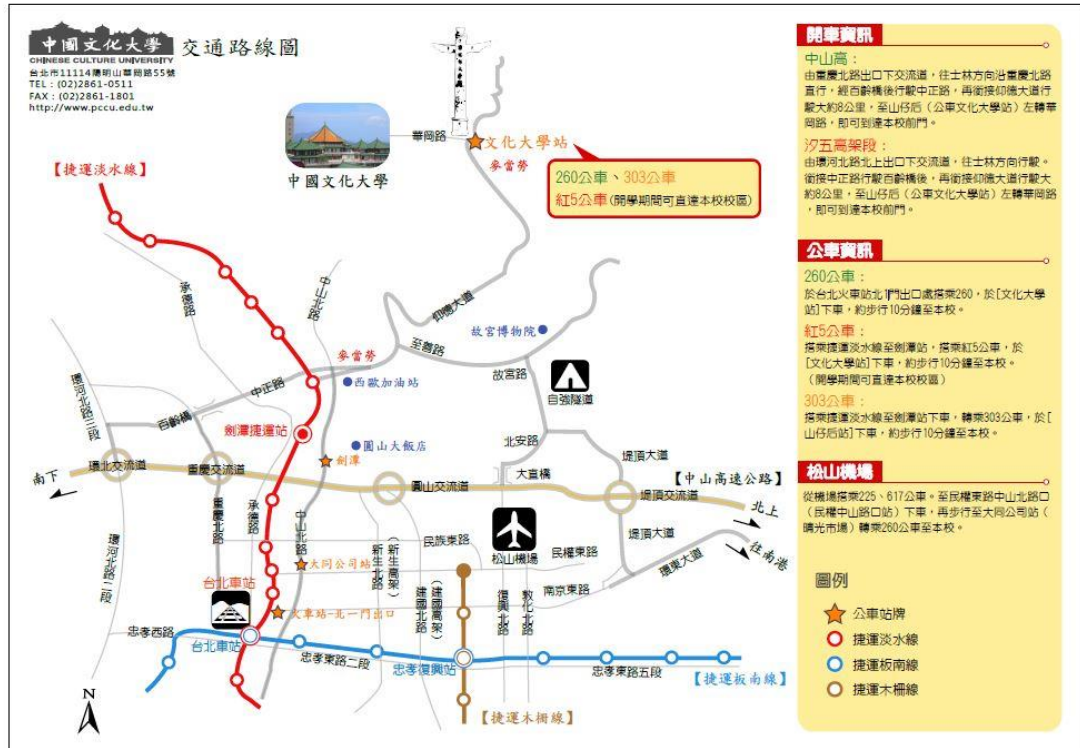 中國文化大學 交通路線圖
CHINESE CULTURE UNIVERSITY
台北市11114陽明山華岡路55號
TEL : (02)2861-0511
FAX : (02)2861-1801
http://www.pccu.edu.tw
華岡路
文化大學站
麥當勞
中國文化大學
260公車、303公車
紅5公車(開學期間可直達本校校區)
【捷運淡水線】
承德路
中山北路
仰德大道
故宮博物院
至善路
麥當勞
故宮路
西歐加油站
自強隧道
環河北路三段
中正路
百齡橋
劍潭捷運站
圓山大飯店
北安路
劍潭
大直橋
堤頂大道
【中山高速公路】
南下
環北交流道
重慶交流道
圓山交流道
堤頂交流道
北上
重慶北路
承德路
中山北路
新生北路
(新生高架)
民族東路
松山機場
民權東路
堤頂大道
環東大道
往南港
環河北路二段
大同公司站
南京東路
台北車站
火車站-北一門出口
建國北路
(建國高架)
復興北路
敦化北路
忠孝西路
台北車站
忠孝東路二段
忠孝復興站
忠孝東路五段
【捷運板南線】
【捷運木柵線】
N
開車資訊
中山高：
由重慶北路出口下交流道，往士林方向沿重慶北路
直行，經百齡橋後行駛中正路，再銜接仰德大道行
駛大約8公里，至山仔后（公車文化大學站）左轉華
岡路，即可到達本校前門。
汐五高架段：
由環河北路北上出口下交流道，往士林方向行駛。
銜接中正路行駛百齡橋後，再銜接仰德大道行駛大
約8公里，至山仔后（公車文化大學站）左轉華岡路
，即可到達本校前門。
公車資訊
260公車：
於台北火車站北1門出口處搭乘260，於[文化大學
站]下車，約步行10分鐘至本校。
紅5公車：
搭乘捷運淡水線至劍潭站，搭乘紅5公車，於
[文化大學站]下車，約步行10分鐘至本校。
（開學期間可直達本校校區）
303公車：
搭乘捷運淡水線至劍潭站下車，轉乘303公車，於[
山仔后站]下車，約步行10分鐘至本校。
松山機場
從機場搭乘225、617公車。至民權東路中山北路口
（民權中山路口站）下車，再步行至大同公司站（
晴光市場）轉乘260公車至本校。
圖例
公車站牌
捷運淡水線
捷運板南線
捷運木柵線